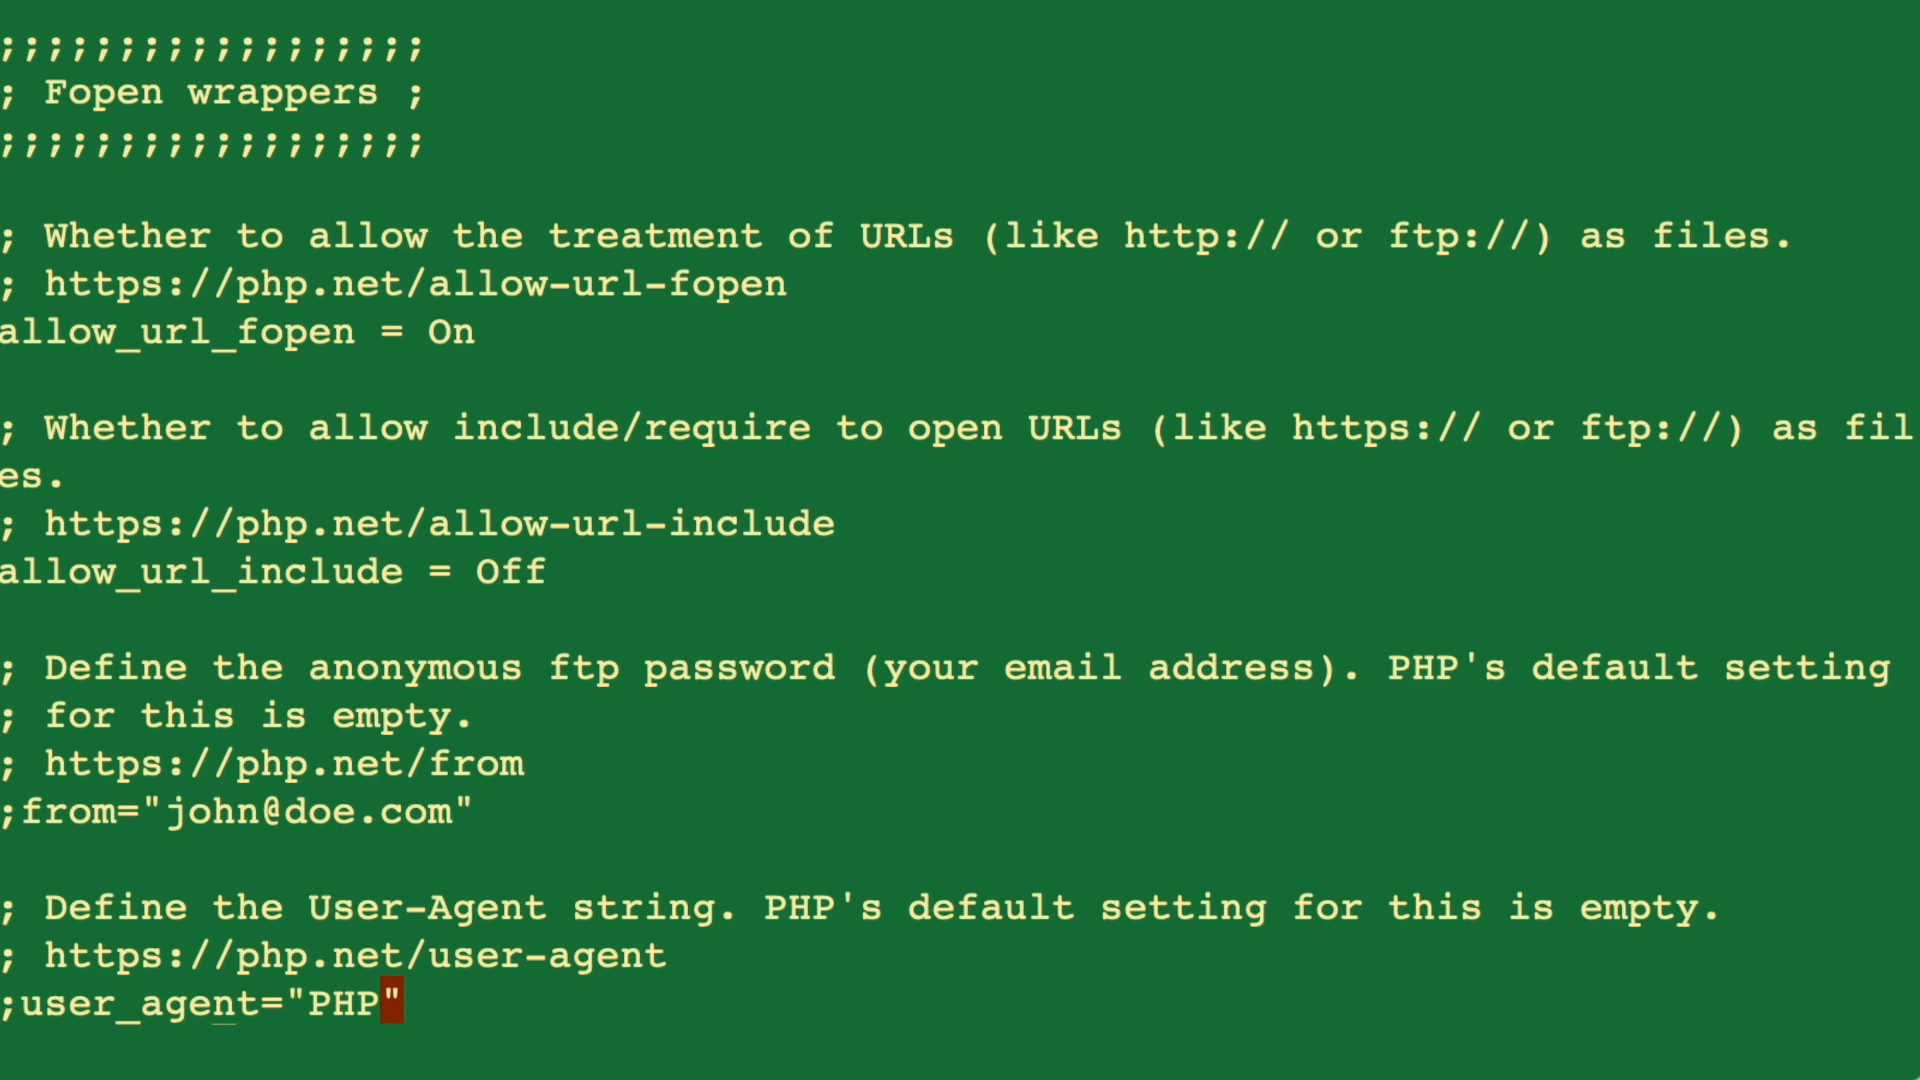 ;;;;;;;;;;;;;;;;;;
; Fopen wrappers ;
;;;;;;;;;;;;;;;;;;
; Whether to allow the treatment of URLs (like http:// or ftp://) as files.
; https://php.net/allow-url-fopen
allow_url_fopen = On
; Whether to allow include/require to open URLs (like https:// or ftp://) as fil
es.
; https://php.net/allow-url-include
allow_url_include = Off
; Define the anonymous ftp password (your email address). PHP's default setting
; for this is empty.
; https://php.net/from
;from="john@doe.com"
; Define the User-Agent string. PHP's default setting for this is empty.
; https://php.net/user-agent
;user_agent="PHP"